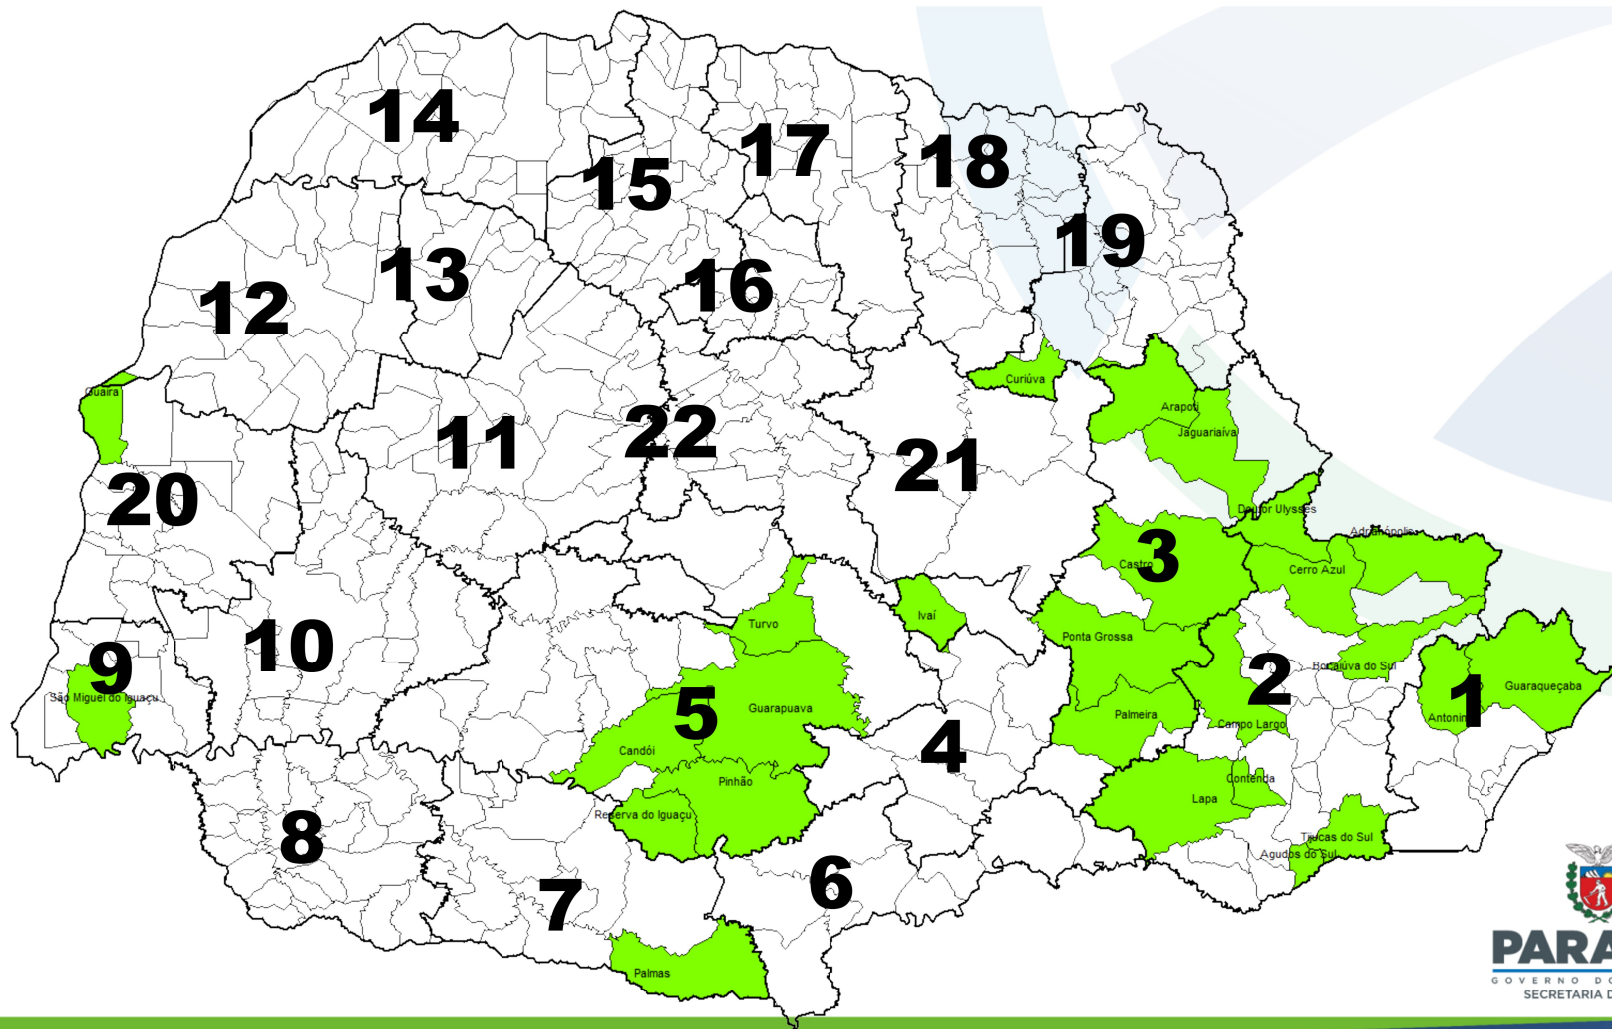 14
17
18
15
19
13
16
12
Curiúva
Guaíra
Arapoti
11
22
Jaguariaíva
21
20
Doutor Ulysses
Adrianópolis
3
Castro
Cerro Azul
Ivaí
Turvo
Ponta Grossa
10
9
2
Bocaiúva do Sul
1
Guaraqueçaba
São Miguel do Iguaçu
5
Guarapuava
Palmeira
Antonin
Campo Largo
4
Candói
Pinhão
Contenda
Lapa
Reserva do Iguaçu
8
Tijucas do Sul
Agudos do Sul
6
7
Palmas
PARA
GOVERNO DO
SECRETARIA D